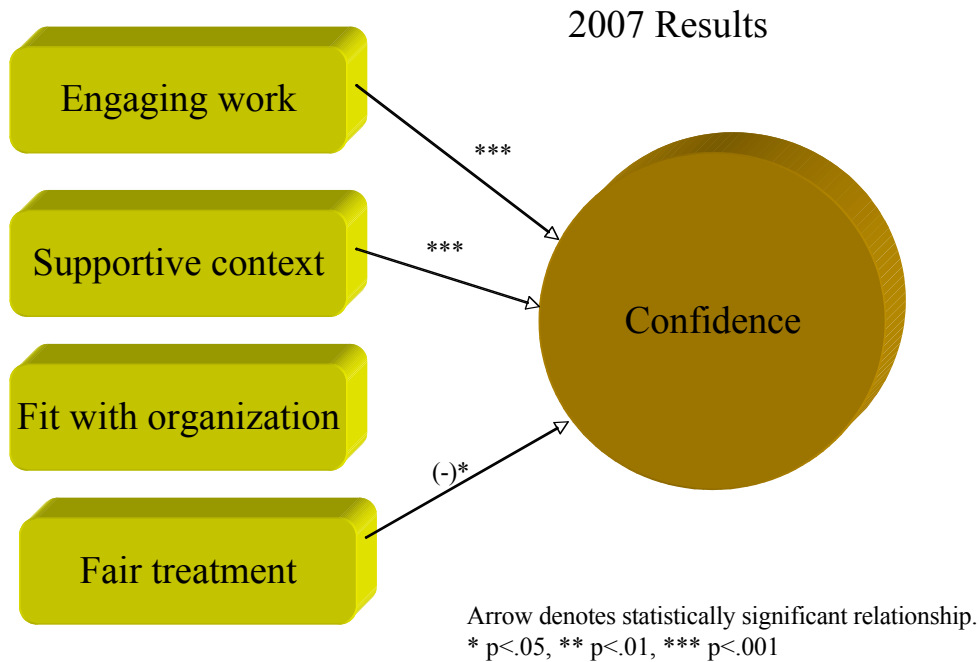 2007 Results
Engaging work
***
Supportive context
***
Confidence
Fit with organization
(-)*
Fair treatment
Arrow denotes statistically significant relationship.
* p<.05, ** p<.01, *** p<.001